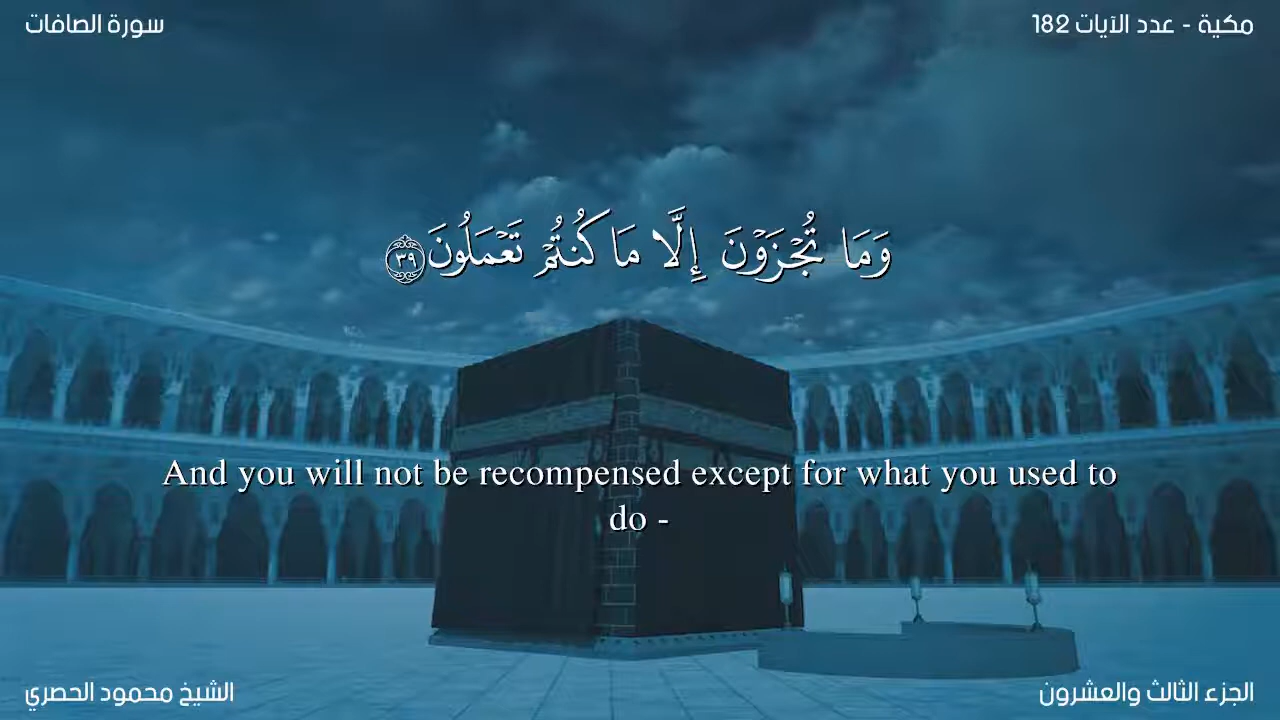 مكية - عدد الآيات 182
سورة الصافات
وَمَا تُجْزَوْنَ إِلَّا مَا كُنتُمْ تَعْمَلُونَ ٣٩
And you will not be recompensed except for what you used to
do -
الجزء الثالث والعشرون
الشيخ محمود الحصري